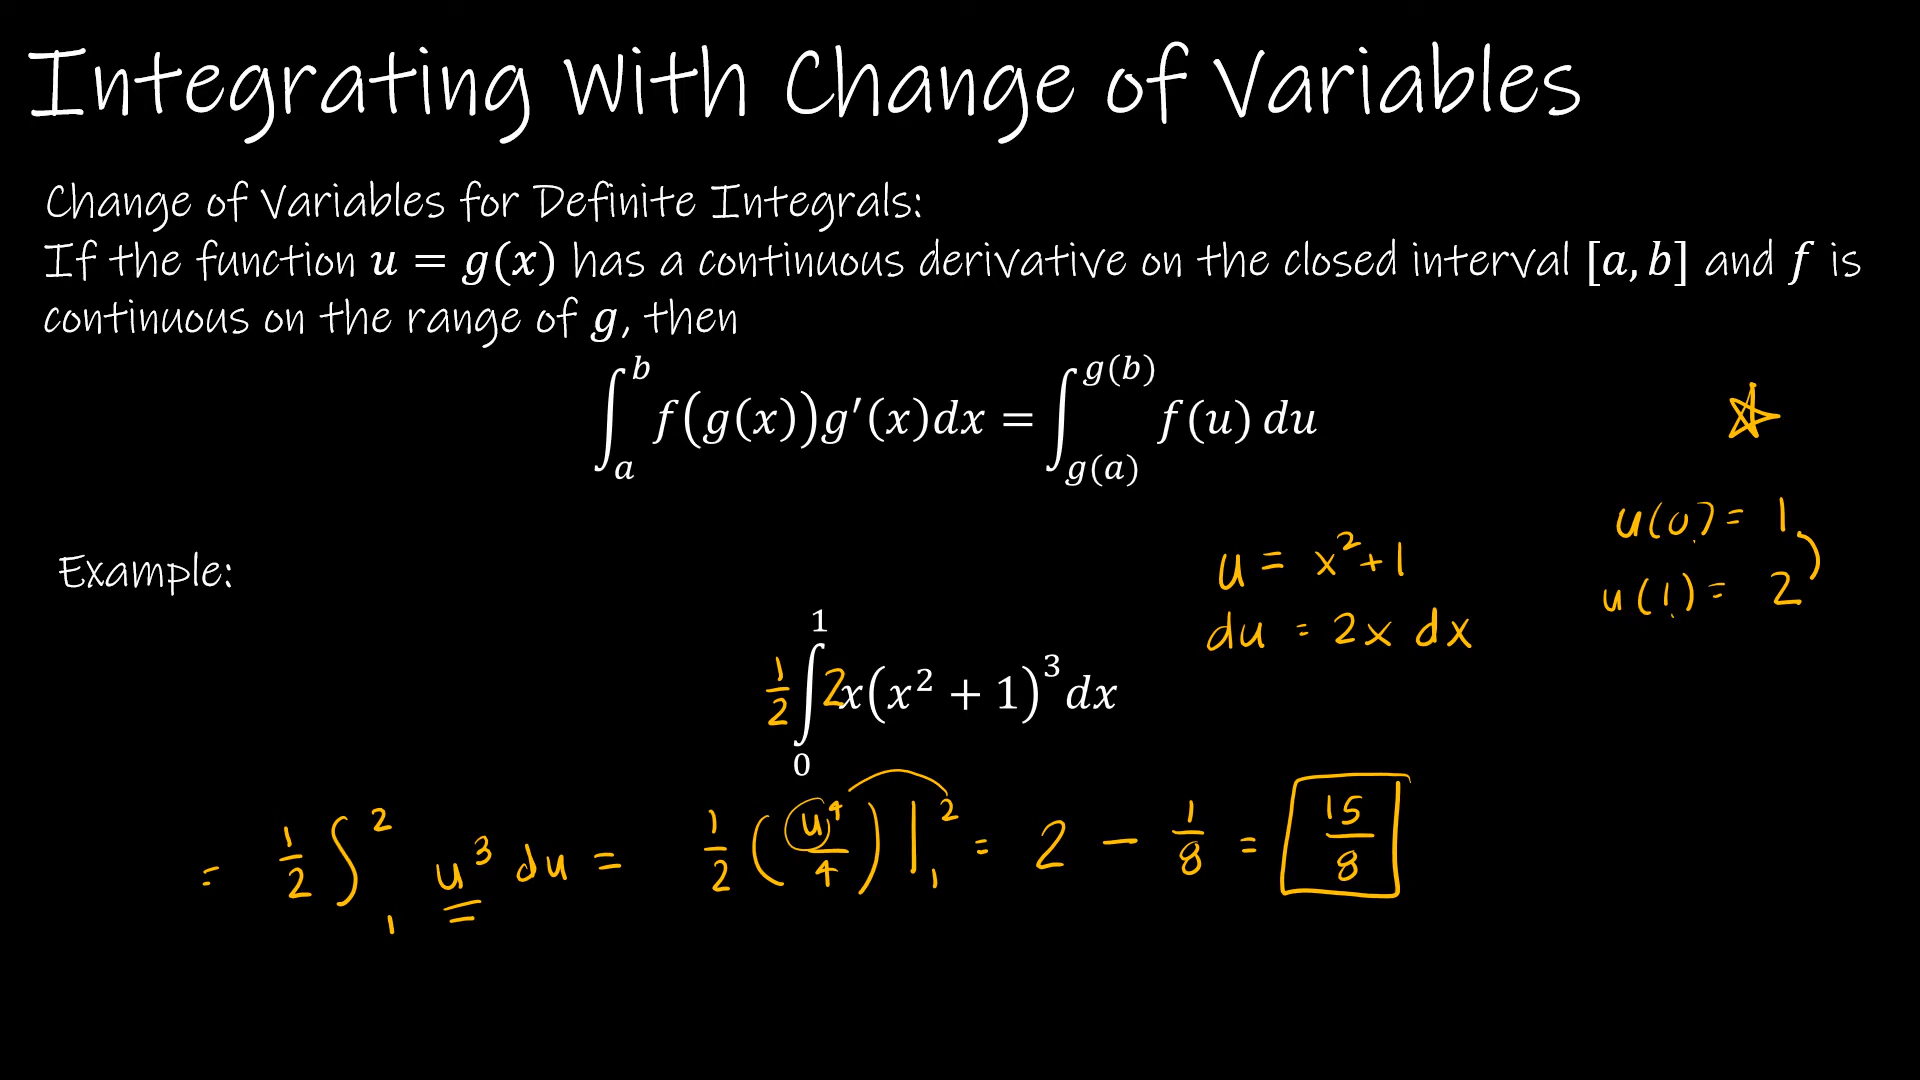 Integrating With Change of Variables
Change of Variables for Definite Integrals:
If the function u = g(x) has a continuous derivative on the closed interval [a, b] and f is
continuous on the range of g, then
∫_a^b f(g(x))g′(x)dx = ∫_{g(a)}^{g(b)} f(u) du
u(0) = 1
Example:
u = x² + 1
u(1) = 2
du = 2x dx
½ ∫_0^1 2x(x² + 1)³dx
= ½ ∫_1^2 u³ du = ½ (u⁴/4) |_1^2 = 2 − 1/8 = 15/8